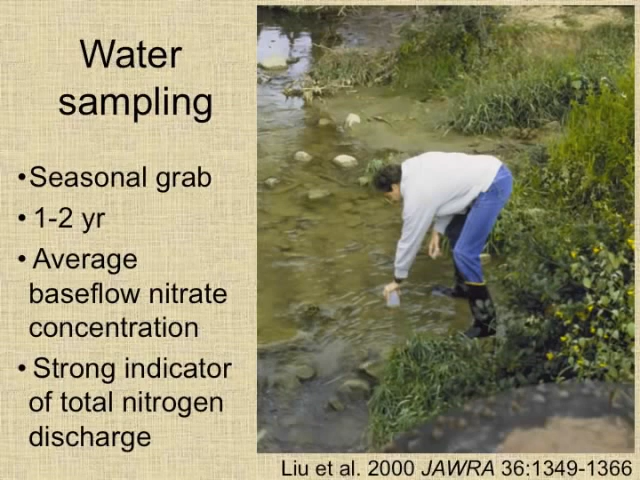 Water
sampling
•Seasonal grab
• 1-2 yr
• Average
baseflow nitrate
concentration
• Strong indicator
of total nitrogen
discharge
Liu et al. 2000 JAWRA 36:1349-1366